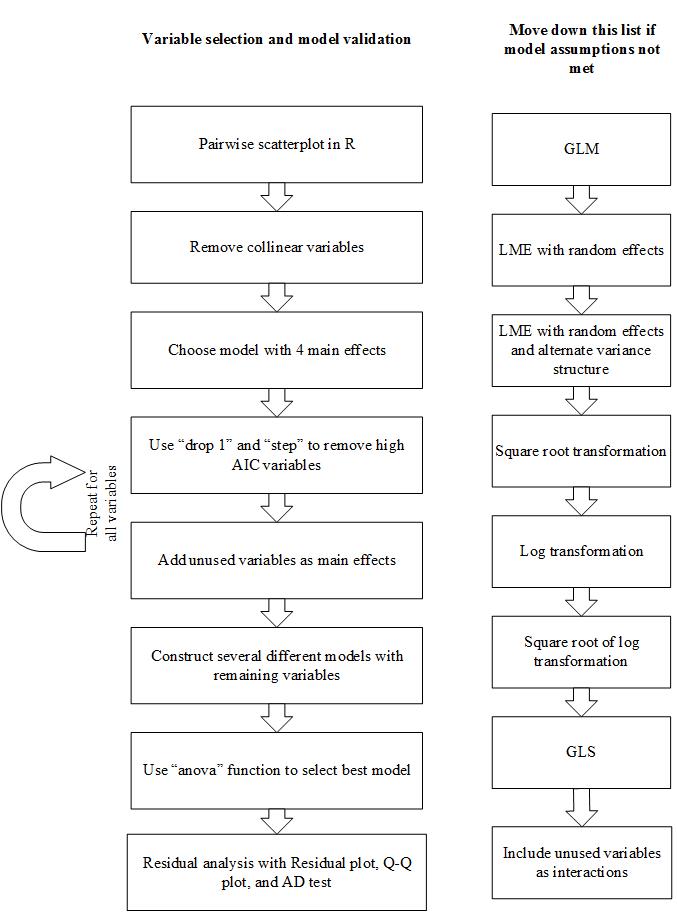 Variable selection and model validation
Pairwise scatterplot in R
Remove collinear variables
Choose model with 4 main effects
Use “drop 1” and “step” to remove high
AIC variables
Repeat for
all variables
Add unused variables as main effects
Construct several different models with
remaining variables
Use “anova” function to select best model
Residual analysis with Residual plot, Q-Q
plot, and AD test
Move down this list if
model assumptions not
met
GLM
LME with random effects
LME with random effects
and alternate variance
structure
Square root transformation
Log transformation
Square root of log
transformation
GLS
Include unused variables
as interactions